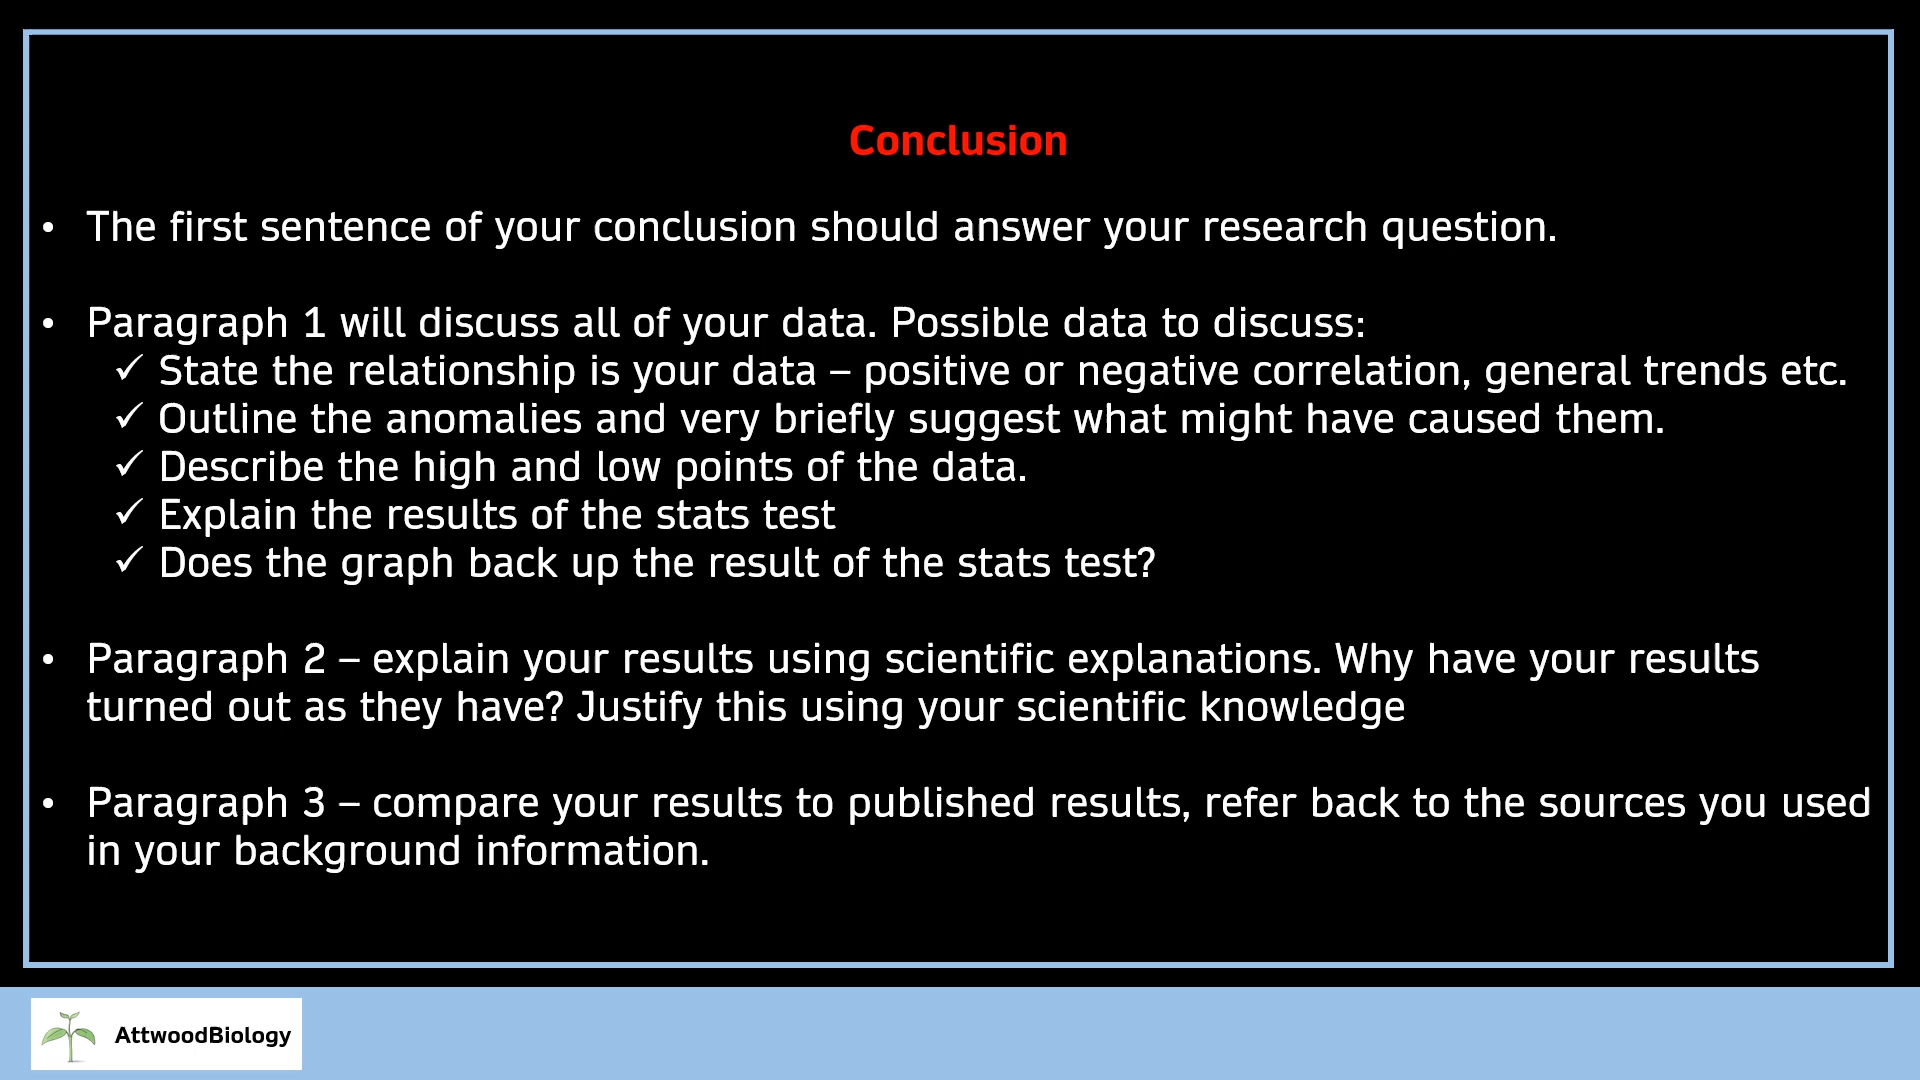 Conclusion
• The first sentence of your conclusion should answer your research question.
• Paragraph 1 will discuss all of your data. Possible data to discuss:
✓ State the relationship is your data – positive or negative correlation, general trends etc.
✓ Outline the anomalies and very briefly suggest what might have caused them.
✓ Describe the high and low points of the data.
✓ Explain the results of the stats test
✓ Does the graph back up the result of the stats test?
• Paragraph 2 – explain your results using scientific explanations. Why have your results
turned out as they have? Justify this using your scientific knowledge
• Paragraph 3 – compare your results to published results, refer back to the sources you used
in your background information.
AttwoodBiology